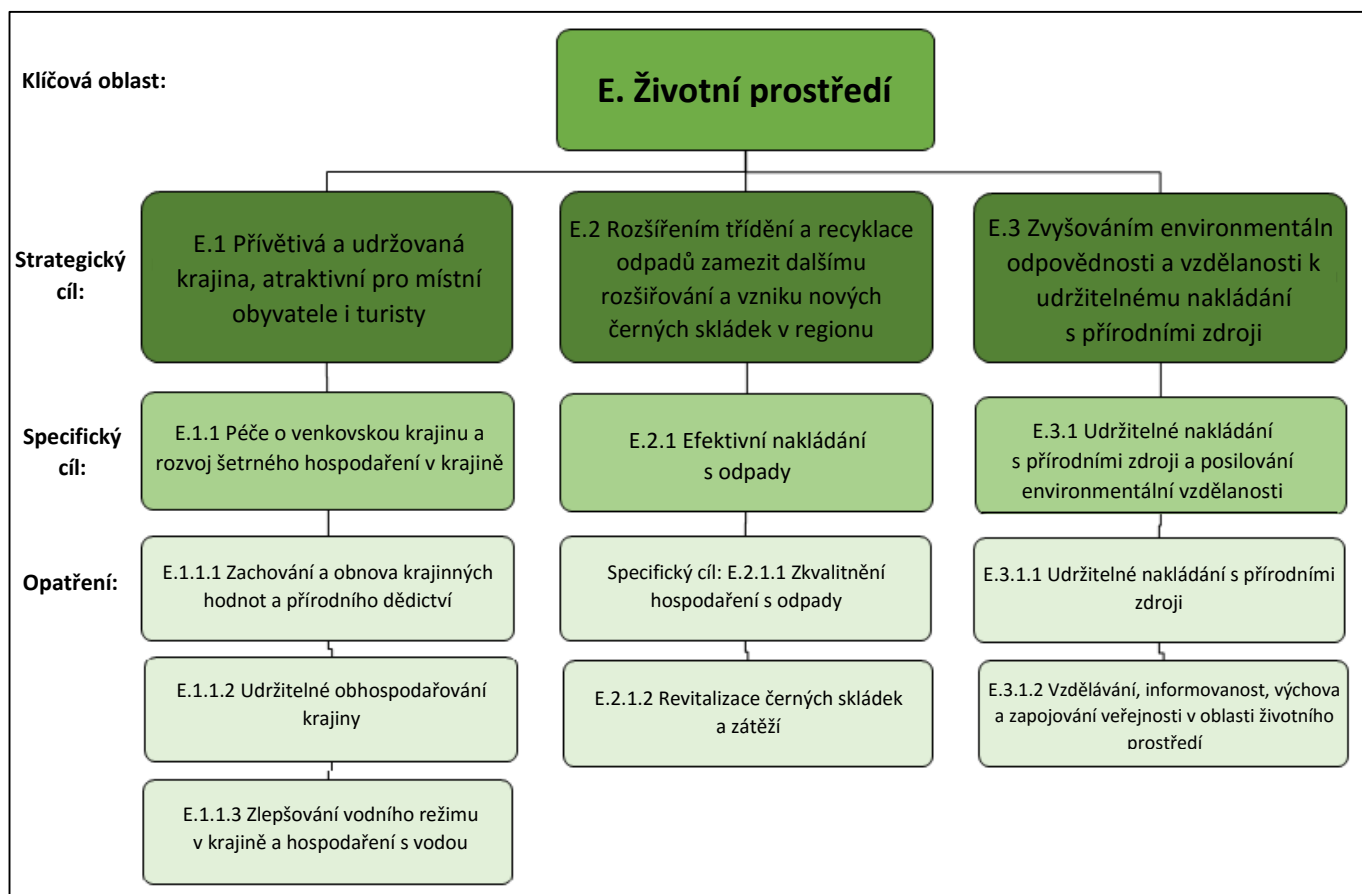 Klíčová oblast:
E. Životní prostředí
Strategický
cíl:
E.1 Přívětivá a udržovaná
krajina, atraktivní pro místní
obyvatele i turisty
E.2 Rozšířením třídění a recyklace
odpadů zamezit dalšímu
rozšiřování a vzniku nových
černých skládek v regionu
E.3 Zvyšováním environmentáln
odpovědnosti a vzdělanosti k
udržitelnému nakládání
s přírodními zdroji
Specifický
cíl:
E.1.1 Péče o venkovskou krajinu a
rozvoj šetrného hospodaření v krajině
E.2.1 Efektivní nakládání
s odpady
E.3.1 Udržitelné nakládání
s přírodními zdroji a posilování
environmentální vzdělanosti
Opatření:
E.1.1.1 Zachování a obnova krajinných
hodnot a přírodního dědictví
Specifický cíl: E.2.1.1 Zkvalitnění
hospodaření s odpady
E.3.1.1 Udržitelné nakládání s přírodními
zdroji
E.1.1.2 Udržitelné obhospodařování
krajiny
E.2.1.2 Revitalizace černých skládek
a zátěží
E.3.1.2 Vzdělávání, informovanost, výchova
a zapojování veřejnosti v oblasti životního
prostředí
E.1.1.3 Zlepšování vodního režimu
v krajině a hospodaření s vodou